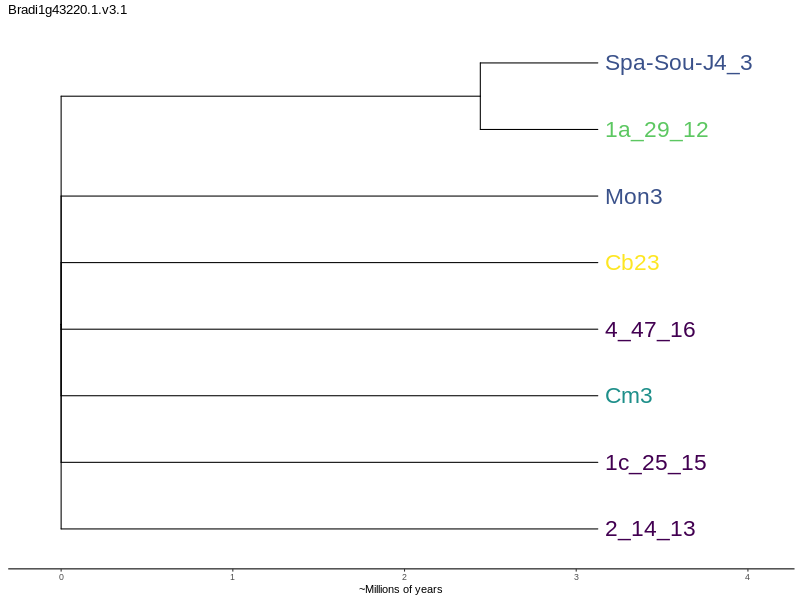 Bradi1g43220.1.v3.1
Spa-Sou-J4_3
1a_29_12
Mon3
Cb23
4_47_16
Cm3
1c_25_15
2_14_13
0 1 2 3 4
~Millions of years